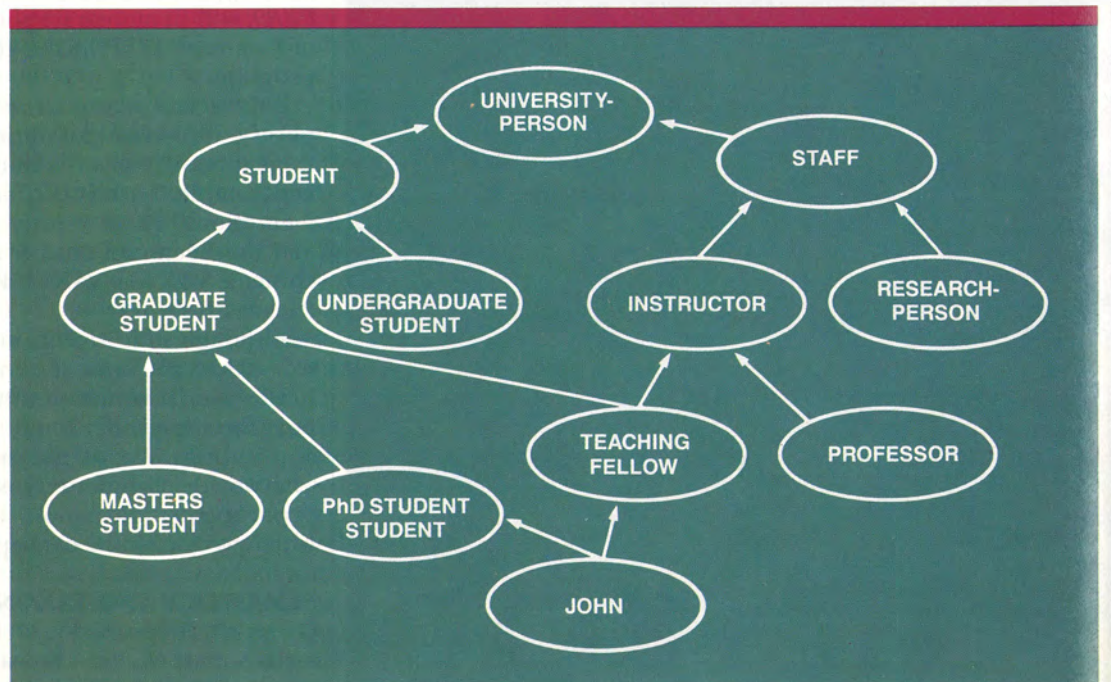 UNIVERSITY-
PERSON
STUDENT
STAFF
GRADUATE
STUDENT
UNDERGRADUATE
STUDENT
INSTRUCTOR
RESEARCH-
PERSON
TEACHING
FELLOW
PROFESSOR
MASTERS
STUDENT
PhD STUDENT
STUDENT
JOHN